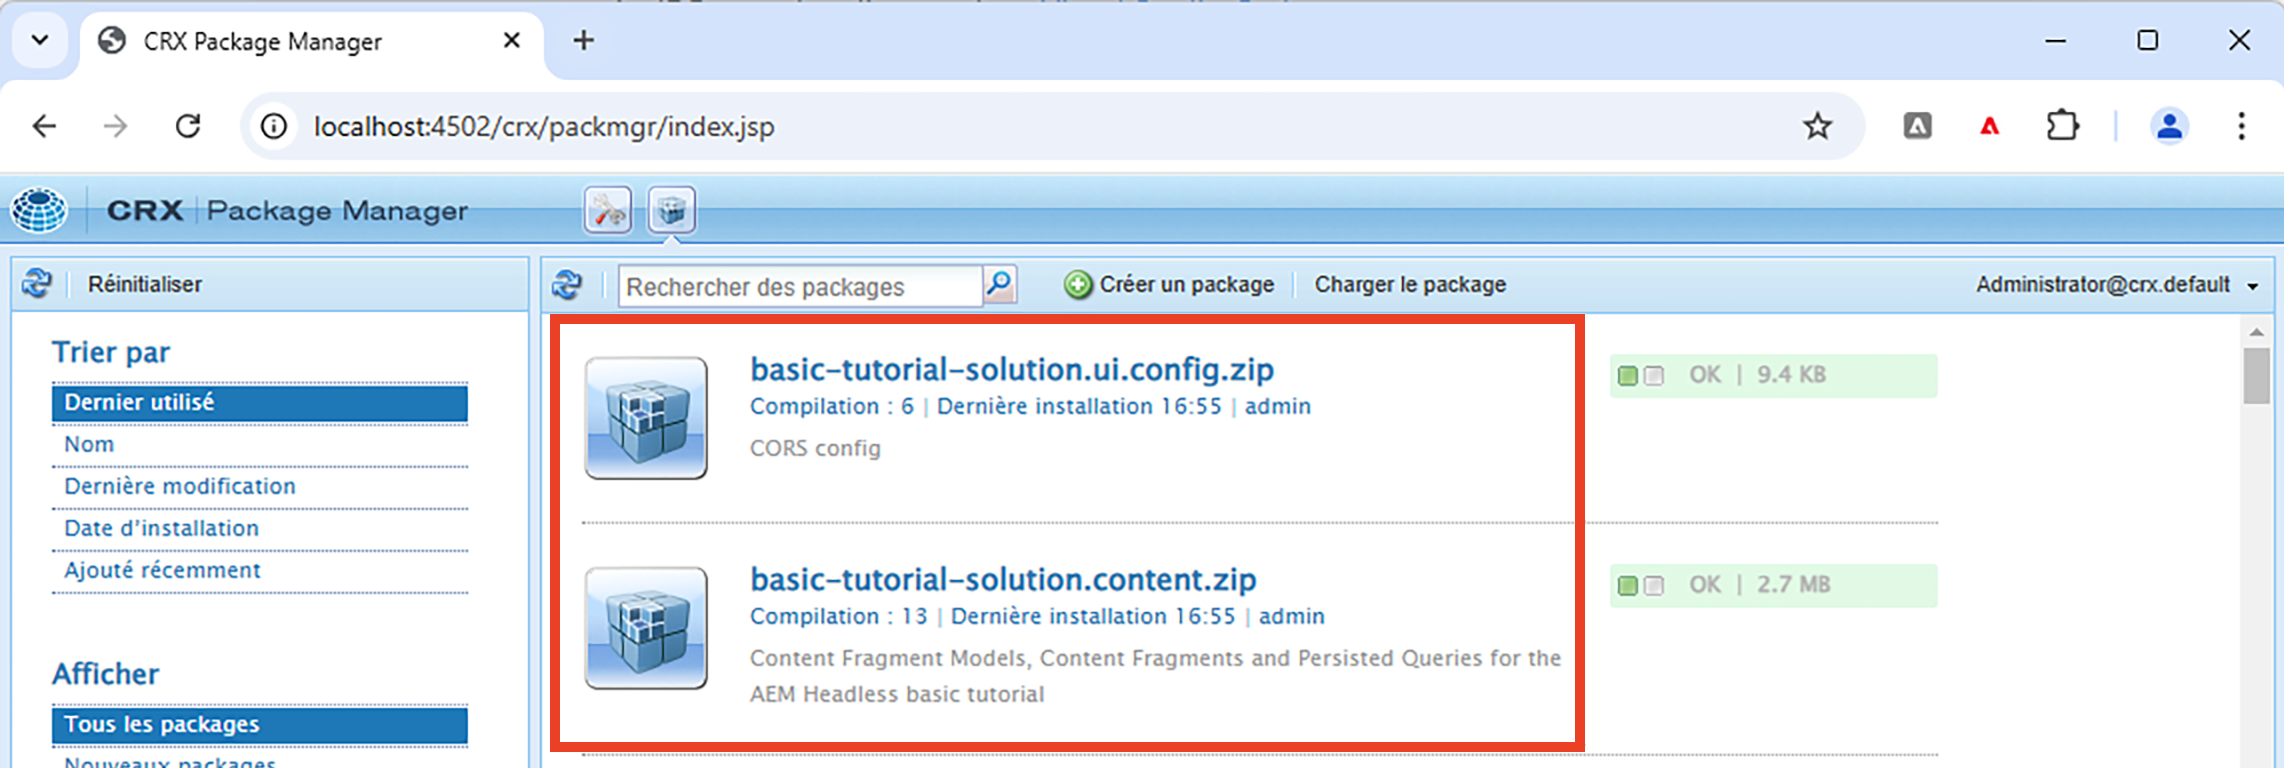 CRX Package Manager
localhost:4502/crx/packmgr/index.jsp
CRX | Package Manager
Réinitialiser
Rechercher des packages
Créer un package
Charger le package
Administrator@crx.default
Trier par
Dernier utilisé
Nom
Dernière modification
Date d'installation
Ajouté récemment
Afficher
Tous les packages
Nouveaux packages
basic-tutorial-solution.ui.config.zip
Compilation : 6 | Dernière installation 16:55 | admin
CORS config
OK | 9.4 KB
basic-tutorial-solution.content.zip
Compilation : 13 | Dernière installation 16:55 | admin
Content Fragment Models, Content Fragments and Persisted Queries for the
AEM Headless basic tutorial
OK | 2.7 MB